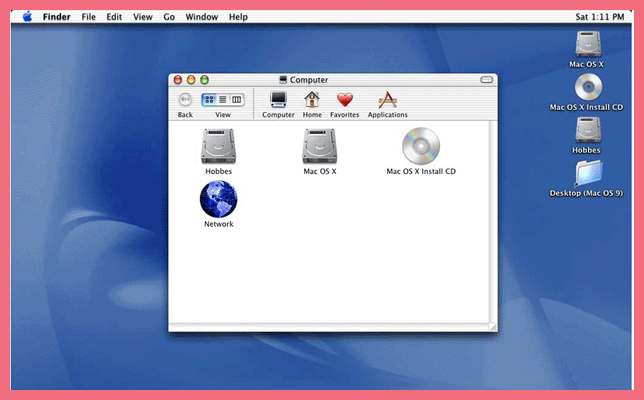 Finder File Edit View Go Window Help Sat 1:11 PM
Mac OS X
Mac OS X Install CD
Hobbes
Desktop (Mac OS 9)
Computer
Back View Computer Home Favorites Applications
Hobbes Mac OS X Mac OS X Install CD
Network